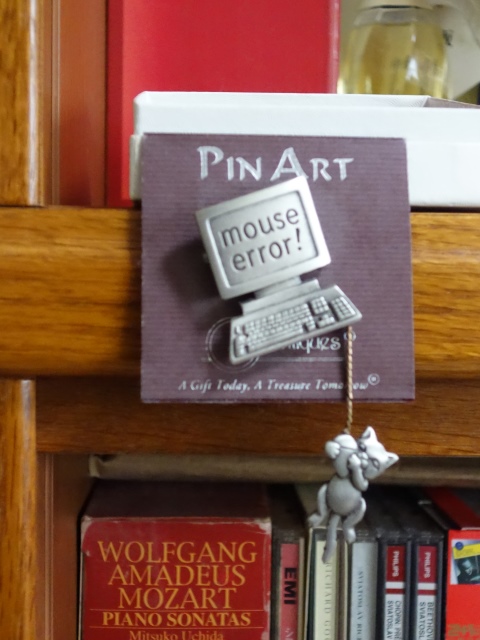 PIN ART
mouse
error!
A Gift Today, A Treasure Tomorrow®
WOLFGANG
AMADEUS
MOZART
PIANO SONATAS
Mitsuko Uchida
EMI
PHILIPS
PHILIPS